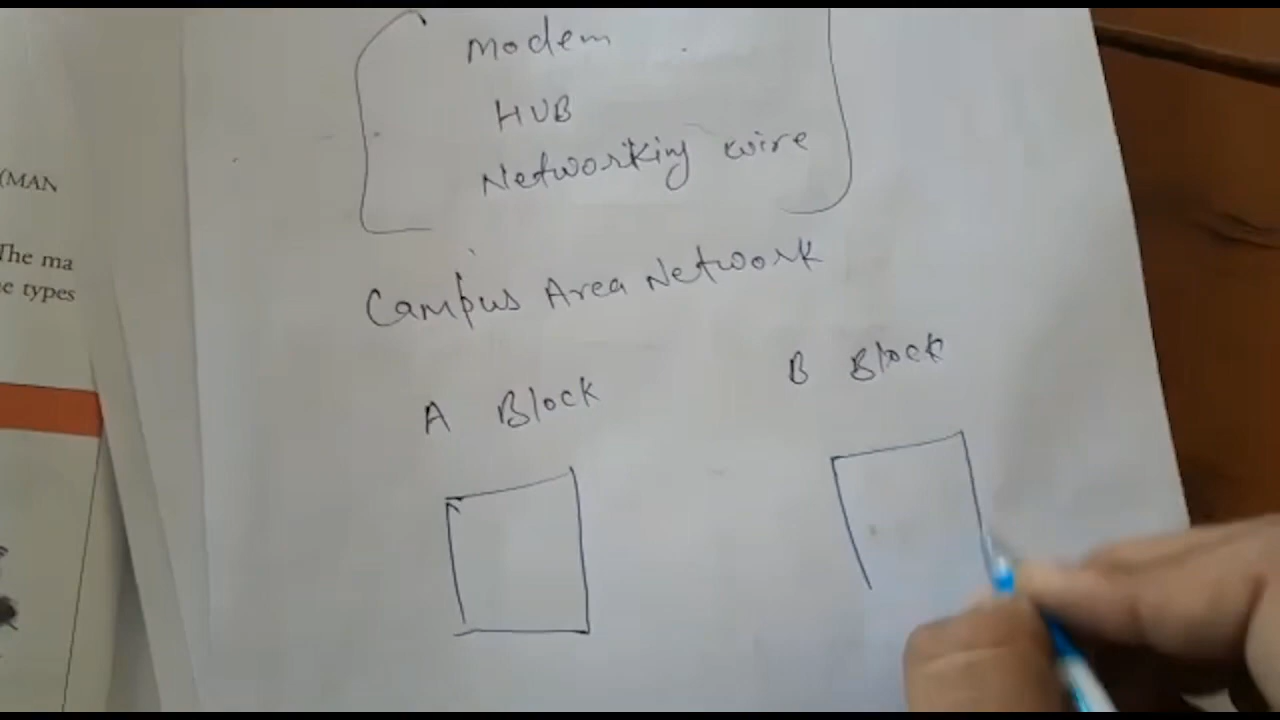 (MAN
The ma
e types
Modem
HUB
Networking wire
Campus Area Network
A Block
B Block